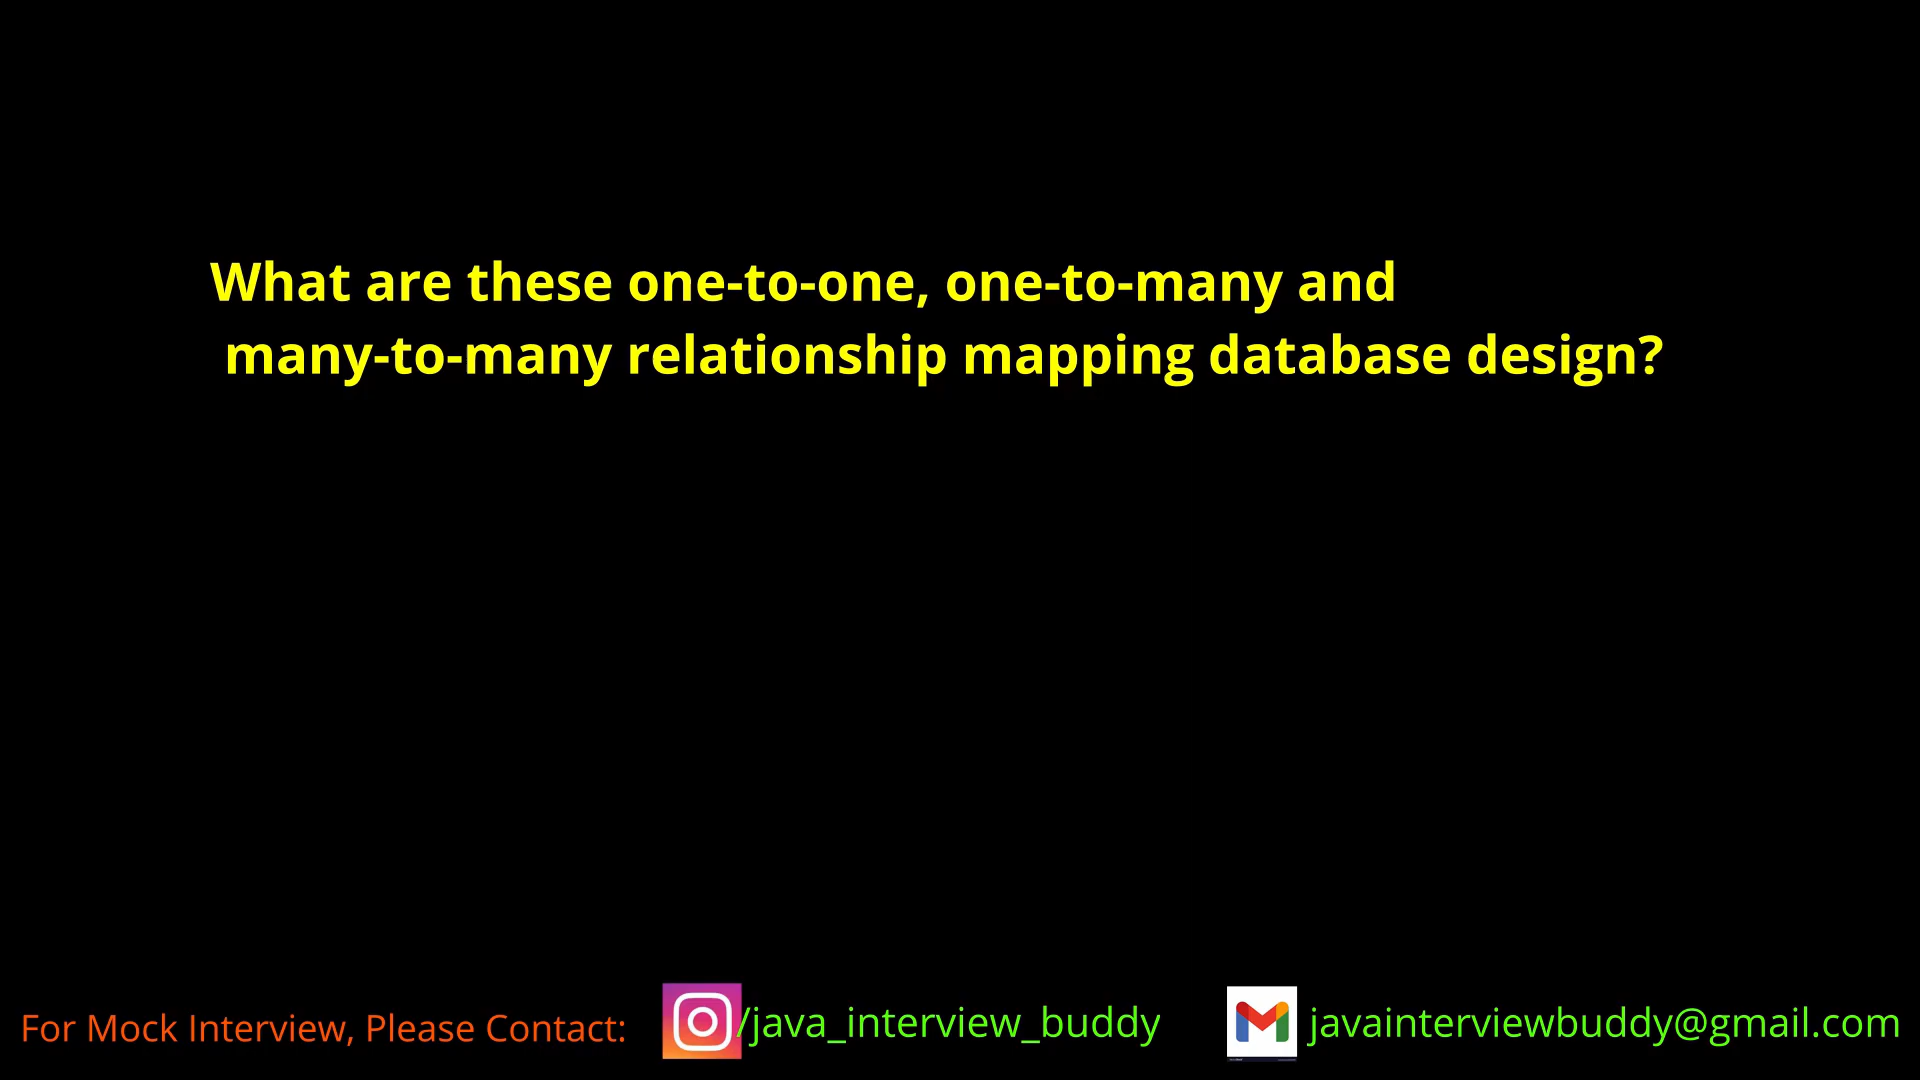 What are these one-to-one, one-to-many and
many-to-many relationship mapping database design?
For Mock Interview, Please Contact: /java_interview_buddy javainterviewbuddy@gmail.com